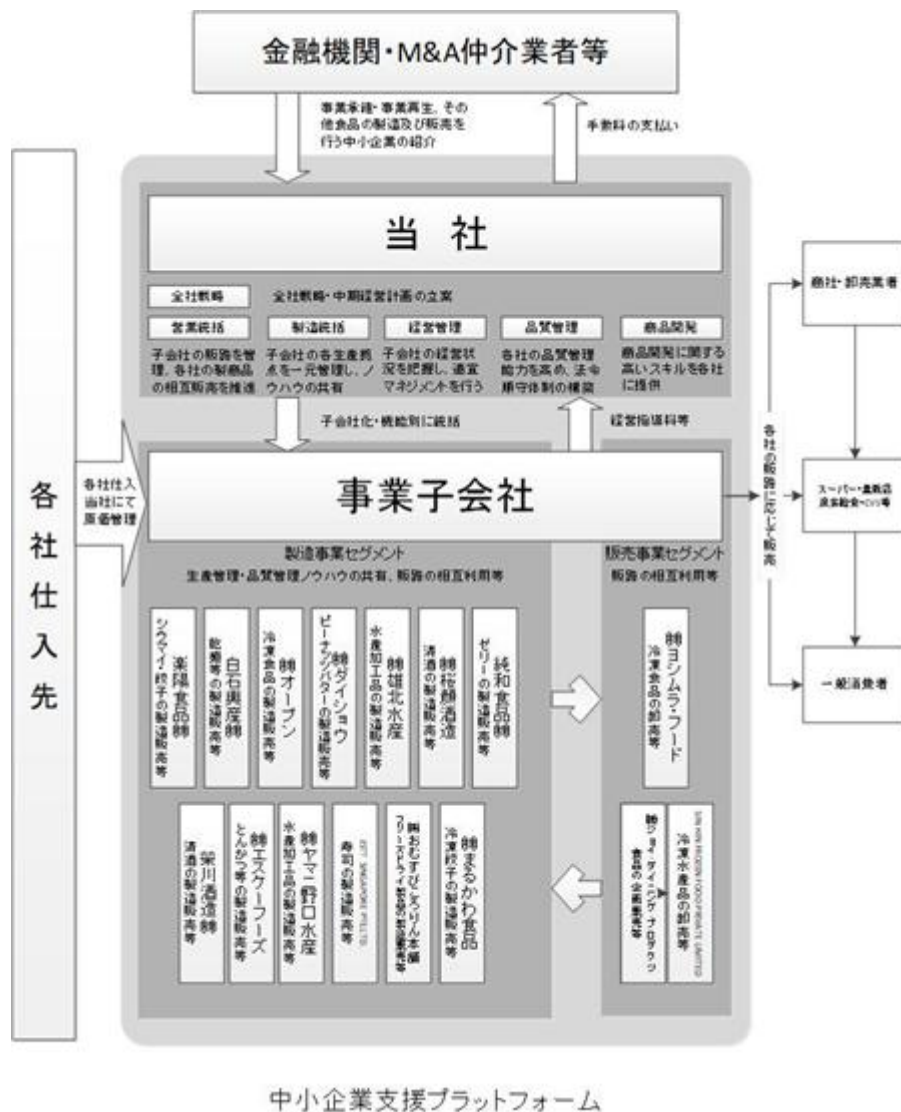 金融機関・M&A仲介業者等
事業承継・事業再生、その
他食品の製造及び販売を
行う中小企業の紹介
手数料の支払い
当 社
全社戦略
全社戦略・中期経営計画の立案
営業統括
子会社の販路を管
理、各社の製商品
の相互販売を推進
製造統括
子会社の各生産拠
点を一元管理し、ノ
ウハウの共有
経営管理
子会社の経営状
況を把握し、適宜
マネジメントを行う
品質管理
各社の品質管理
能力を高め、法令
順守体制の構築
商品開発
商品開発に関する
高いスキルを各社
に提供
子会社化・機能別に統括
経営指導料等
各社仕入先
各社仕入
当社にて
原価管理
事業子会社
製造事業セグメント
生産管理・品質管理ノウハウの共有、販路の相互利用等
販売事業セグメント
販路の相互利用等
楽陽食品㈱
シウマイ・餃子の製造販売等
白石興産㈱
乾麺等の製造販売等
㈱オーブン
冷凍食品の製造販売等
㈱ダイショウ
ピーナッツバターの製造販売等
㈱雄北水産
水産加工品の製造販売等
㈱桜顔酒造
清酒の製造販売等
純和食品㈱
ゼリーの製造販売等
㈱ヨシムラ・フード
冷凍食品の卸売等
栄川酒造㈱
清酒の製造販売等
㈱エスケーフーズ
とんかつ等の製造販売等
㈱ヤマニ野口水産
水産加工品の製造販売等
寿司の製造販売等
㈱おむすびころりん本舗
フリーズドライ製品の製造販売等
㈱まるかわ食品
冷凍餃子の製造販売等
㈱ジョイ・ダイニング・プロダクツ
食品の企画販売等
SIN HIN FROZEN FOOD PRIVATE LIMITED
冷凍水産品の卸売等
各社の販路に応じて販売
商社・卸売業者
スーパー・量販店
一般消費者
中小企業支援プラットフォーム